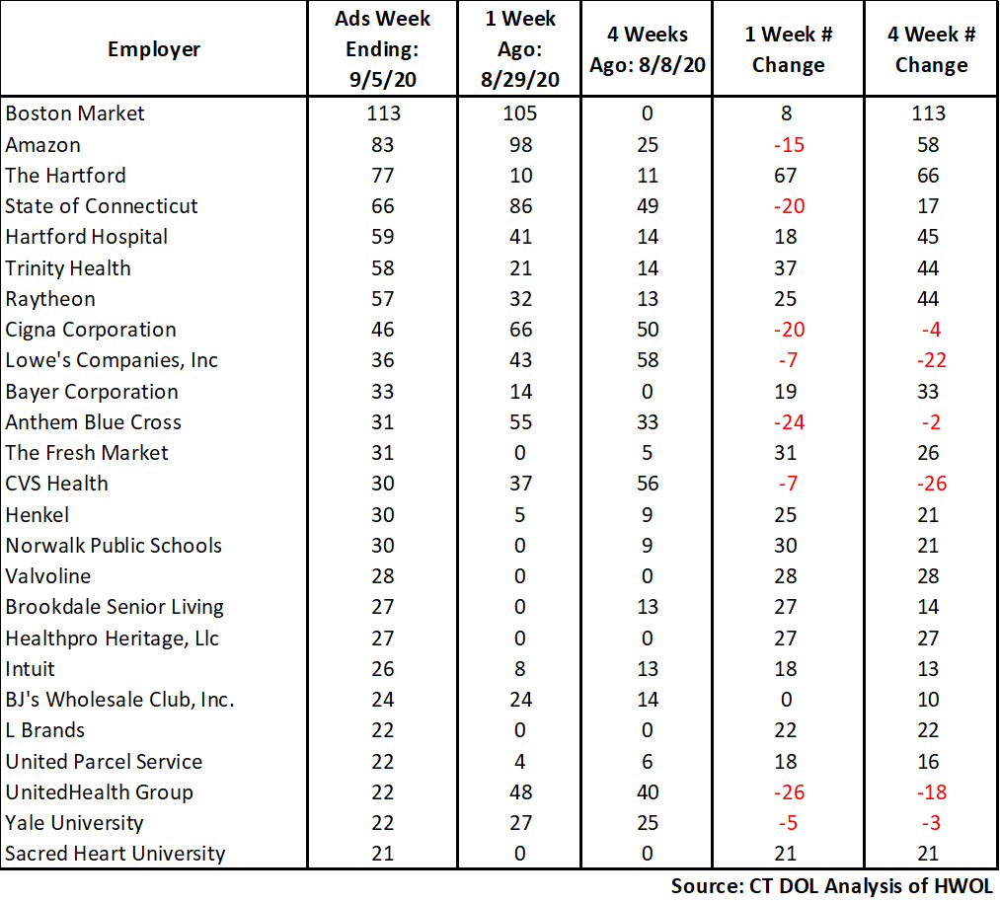 Employer Ads Week Ending: 9/5/20 1 Week Ago: 8/29/20 4 Weeks Ago: 8/8/20 1 Week # Change 4 Week # Change
Boston Market 113 105 0 8 113
Amazon 83 98 25 -15 58
The Hartford 77 10 11 67 66
State of Connecticut 66 86 49 -20 17
Hartford Hospital 59 41 14 18 45
Trinity Health 58 21 14 37 44
Raytheon 57 32 13 25 44
Cigna Corporation 46 66 50 -20 -4
Lowe's Companies, Inc 36 43 58 -7 -22
Bayer Corporation 33 14 0 19 33
Anthem Blue Cross 31 55 33 -24 -2
The Fresh Market 31 0 5 31 26
CVS Health 30 37 56 -7 -26
Henkel 30 5 9 25 21
Norwalk Public Schools 30 0 9 30 21
Valvoline 28 0 0 28 28
Brookdale Senior Living 27 0 13 27 14
Healthpro Heritage, Llc 27 0 0 27 27
Intuit 26 8 13 18 13
BJ's Wholesale Club, Inc. 24 24 14 0 10
L Brands 22 0 0 22 22
United Parcel Service 22 4 6 18 16
UnitedHealth Group 22 48 40 -26 -18
Yale University 22 27 25 -5 -3
Sacred Heart University 21 0 0 21 21
Source: CT DOL Analysis of HWOL